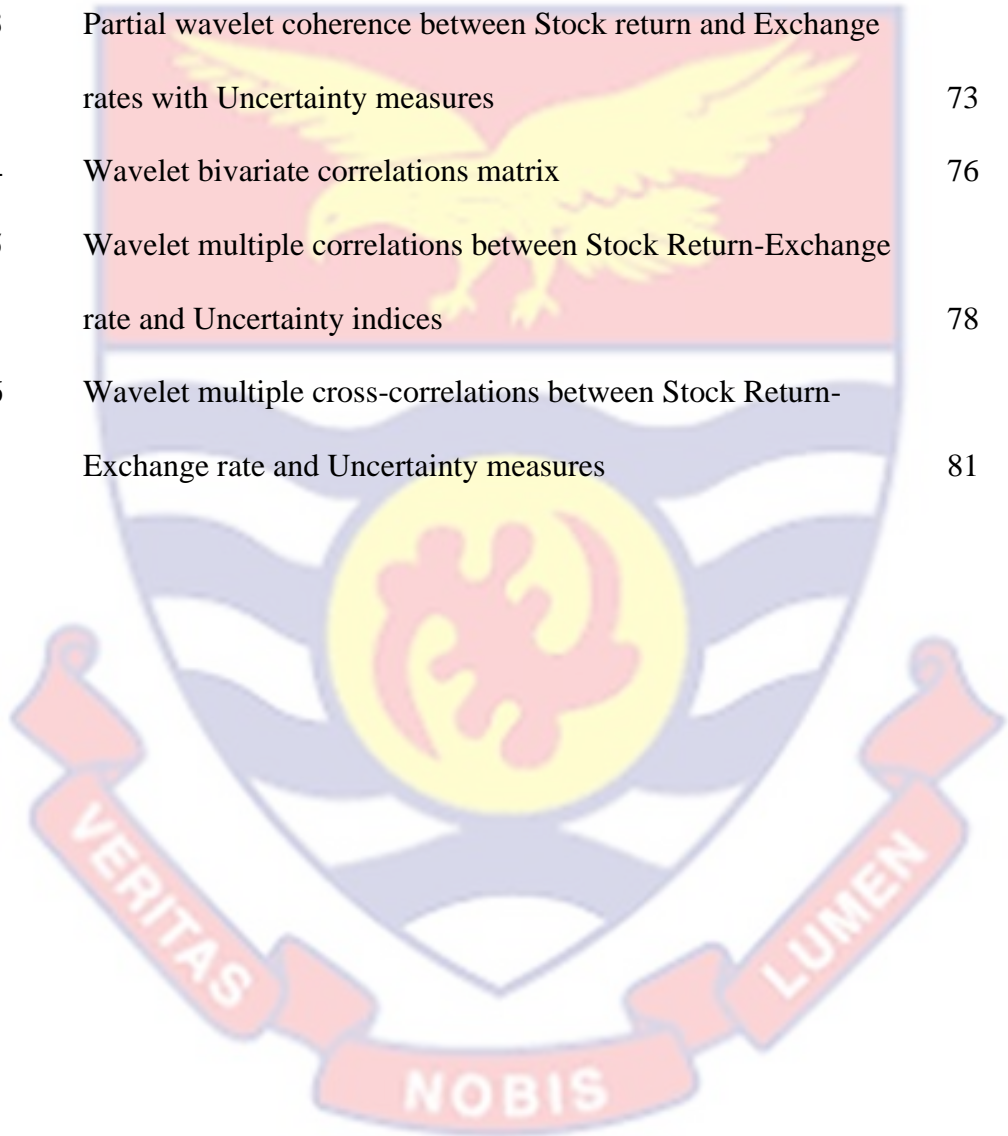 Partial wavelet coherence between Stock return and Exchange
rates with Uncertainty measures 73
Wavelet bivariate correlations matrix 76
Wavelet multiple correlations between Stock Return-Exchange
rate and Uncertainty indices 78
Wavelet multiple cross-correlations between Stock Return-
Exchange rate and Uncertainty measures 81
VERITAS
NOBIS
LUMEN